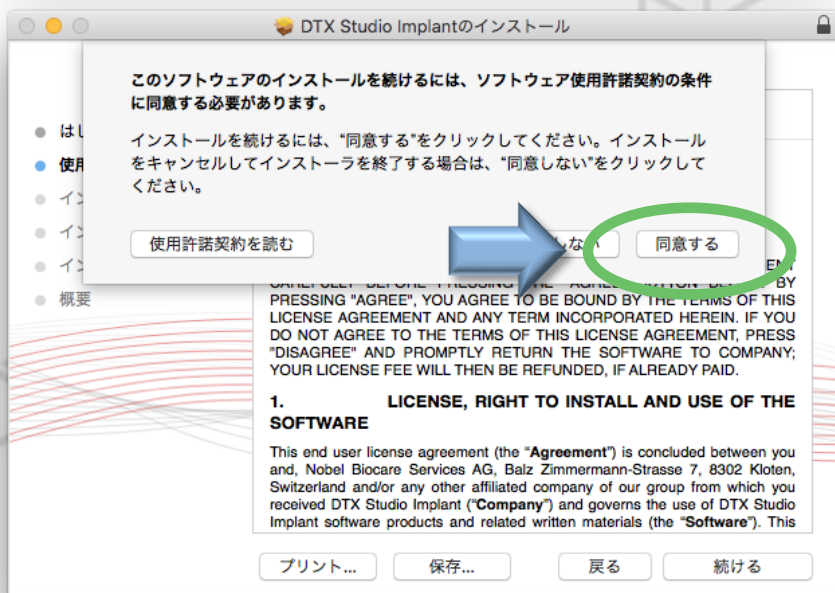 DTX Studio Implantのインストール
このソフトウェアのインストールを続けるには、ソフトウェア使用許諾契約の条件
に同意する必要があります。
インストールを続けるには、“同意する”をクリックしてください。インストール
をキャンセルしてインストーラを終了する場合は、“同意しない”をクリックして
ください。
使用許諾契約を読む
ない
同意する
はし
使用
イン
イン
イン
概要
PRESSING "AGREE", YOU AGREE TO BE BOUND BY THE TERMS OF THIS
LICENSE AGREEMENT AND ANY TERM INCORPORATED HEREIN. IF YOU
DO NOT AGREE TO THE TERMS OF THIS LICENSE AGREEMENT, PRESS
"DISAGREE" AND PROMPTLY RETURN THE SOFTWARE TO COMPANY;
YOUR LICENSE FEE WILL THEN BE REFUNDED, IF ALREADY PAID.
1. LICENSE, RIGHT TO INSTALL AND USE OF THE
SOFTWARE
This end user license agreement (the “Agreement”) is concluded between you
and, Nobel Biocare Services AG, Balz Zimmermann-Strasse 7, 8302 Kloten,
Switzerland and/or any other affiliated company of our group from which you
received DTX Studio Implant (“Company”) and governs the use of DTX Studio
Implant software products and related written materials (the “Software”). This
プリント...
保存...
戻る
続ける